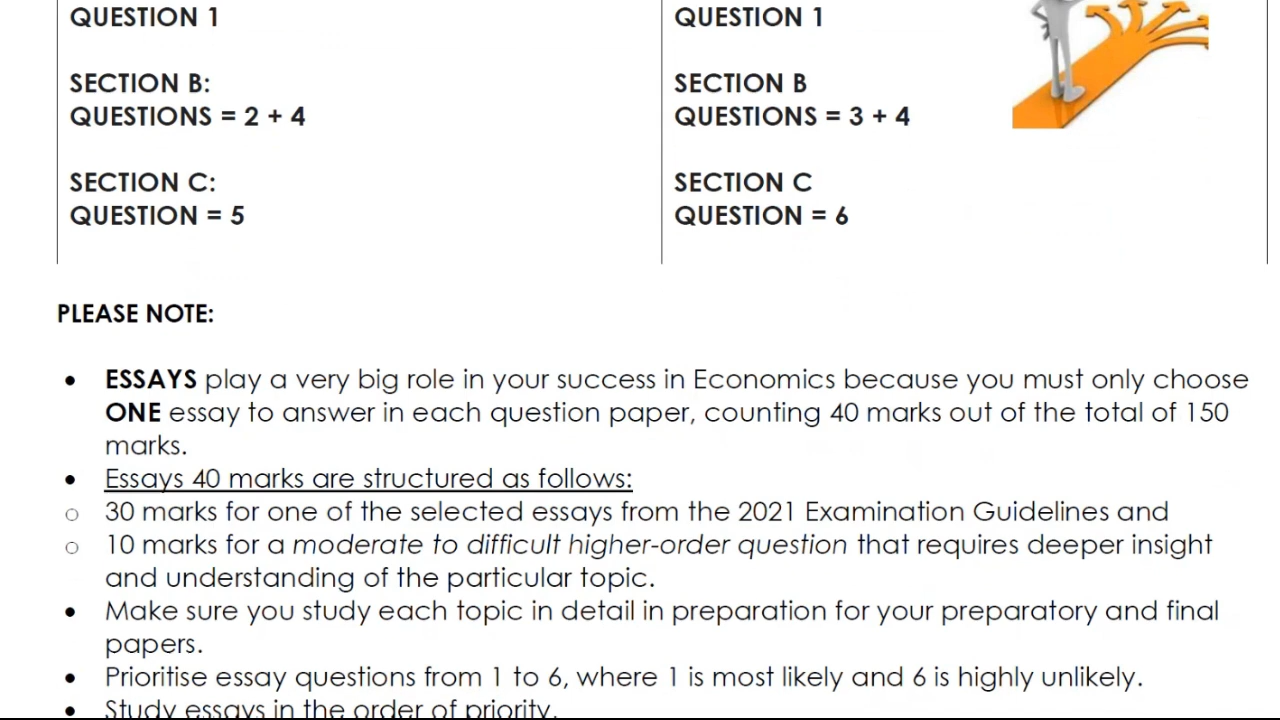 QUESTION 1
SECTION B:
QUESTIONS = 2 + 4
SECTION C:
QUESTION = 5
QUESTION 1
SECTION B
QUESTIONS = 3 + 4
SECTION C
QUESTION = 6
PLEASE NOTE:
• ESSAYS play a very big role in your success in Economics because you must only choose
ONE essay to answer in each question paper, counting 40 marks out of the total of 150
marks.
• Essays 40 marks are structured as follows:
○ 30 marks for one of the selected essays from the 2021 Examination Guidelines and
○ 10 marks for a moderate to difficult higher-order question that requires deeper insight
and understanding of the particular topic.
• Make sure you study each topic in detail in preparation for your preparatory and final
papers.
• Prioritise essay questions from 1 to 6, where 1 is most likely and 6 is highly unlikely.
• Study essays in the order of priority.